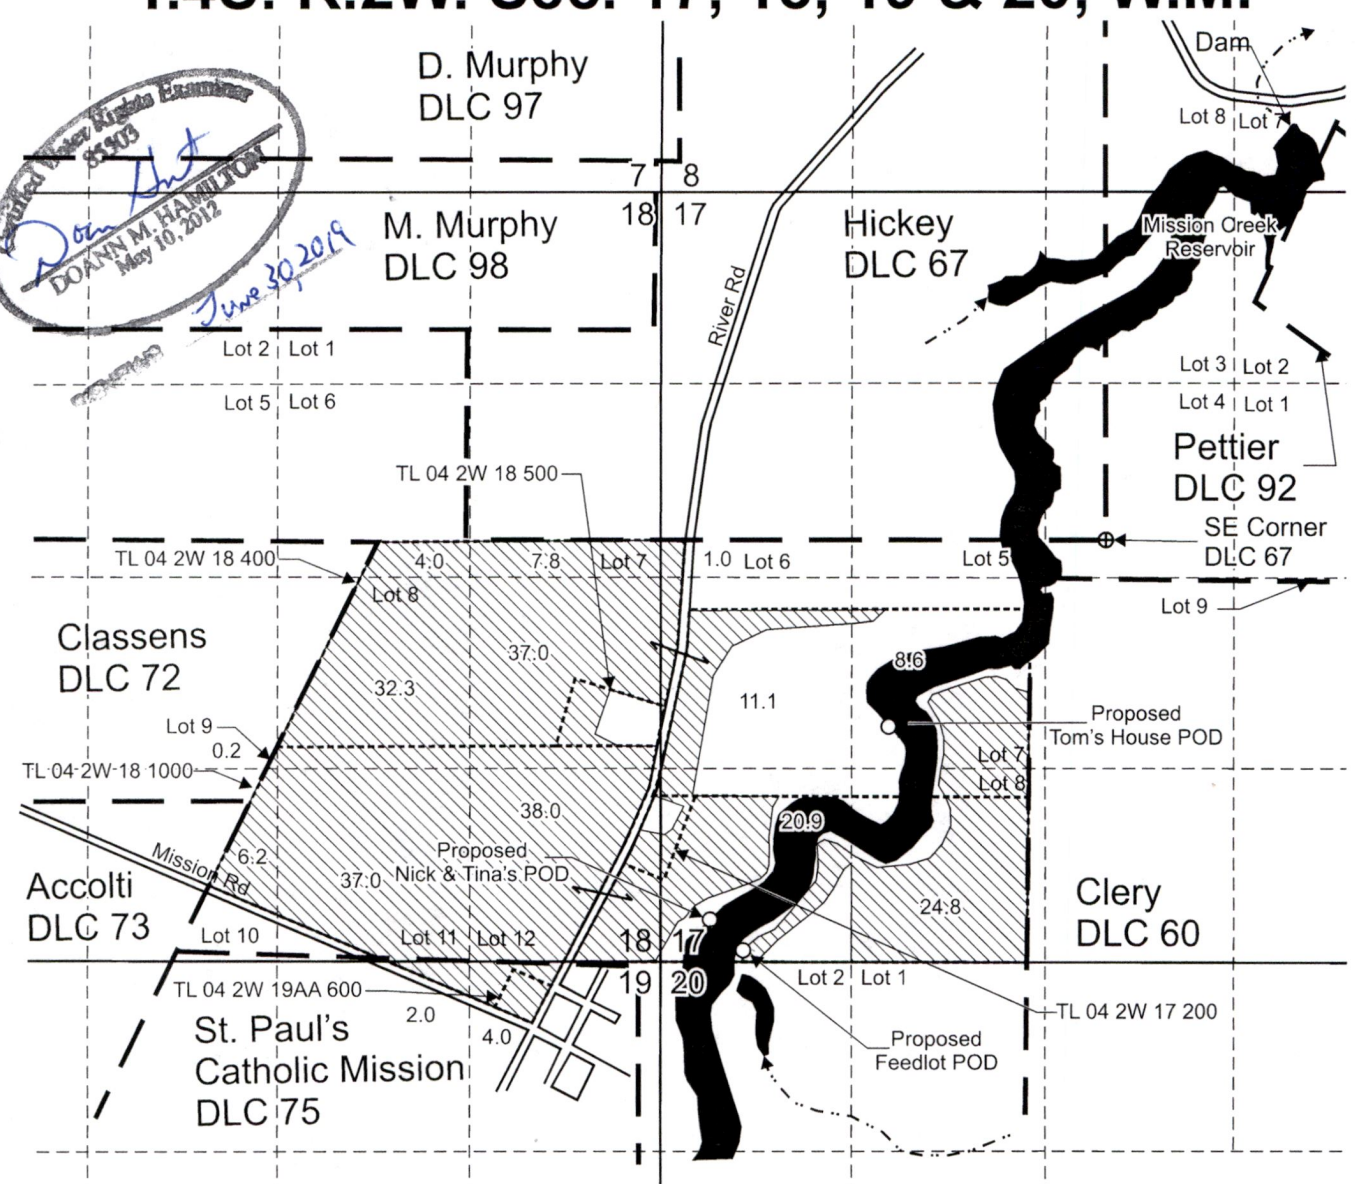 T.4S. R.2W. Sec. 17, 18, 19 & 20, W.M.
D. Murphy
DLC 97
Dam
Lot 8
Lot 7
Certified Water Rights Examiner
85503
DOANN M. HAMILTON
May 10, 2012
June 30, 2019
7
8
18
17
M. Murphy
DLC 98
Hickey
DLC 67
Mission Creek
Reservoir
River Rd
Lot 2
Lot 1
Lot 3
Lot 2
Lot 5
Lot 6
Lot 4
Lot 1
Pettier
DLC 92
TL 04 2W 18 500
SE Corner
DLC 67
TL 04 2W 18 400
4.0
7.8
Lot 7
1.0
Lot 6
Lot 5
Lot 8
Lot 9
Classens
DLC 72
37.0
8.6
32.3
11.1
Proposed
Tom's House POD
Lot 9
0.2
Lot 7
TL 04 2W 18 1000
Lot 8
38.0
20.9
Mission Rd
6.2
Proposed
Nick & Tina's POD
37.0
Accolti
DLC 73
24.8
Clery
DLC 60
Lot 10
Lot 11
Lot 12
18
17
19
20
Lot 2
Lot 1
TL 04 2W 19AA 600
2.0
4.0
TL 04 2W 17 200
St. Paul's
Catholic Mission
DLC 75
Proposed
Feedlot POD